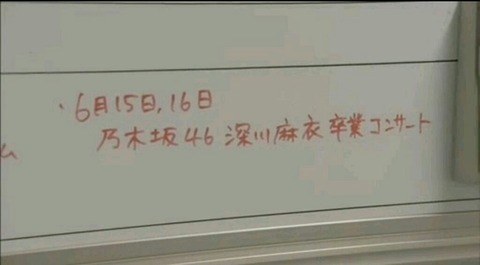 ・6月15日,16日
乃木坂46 深川麻衣 卒業コンサート
ム